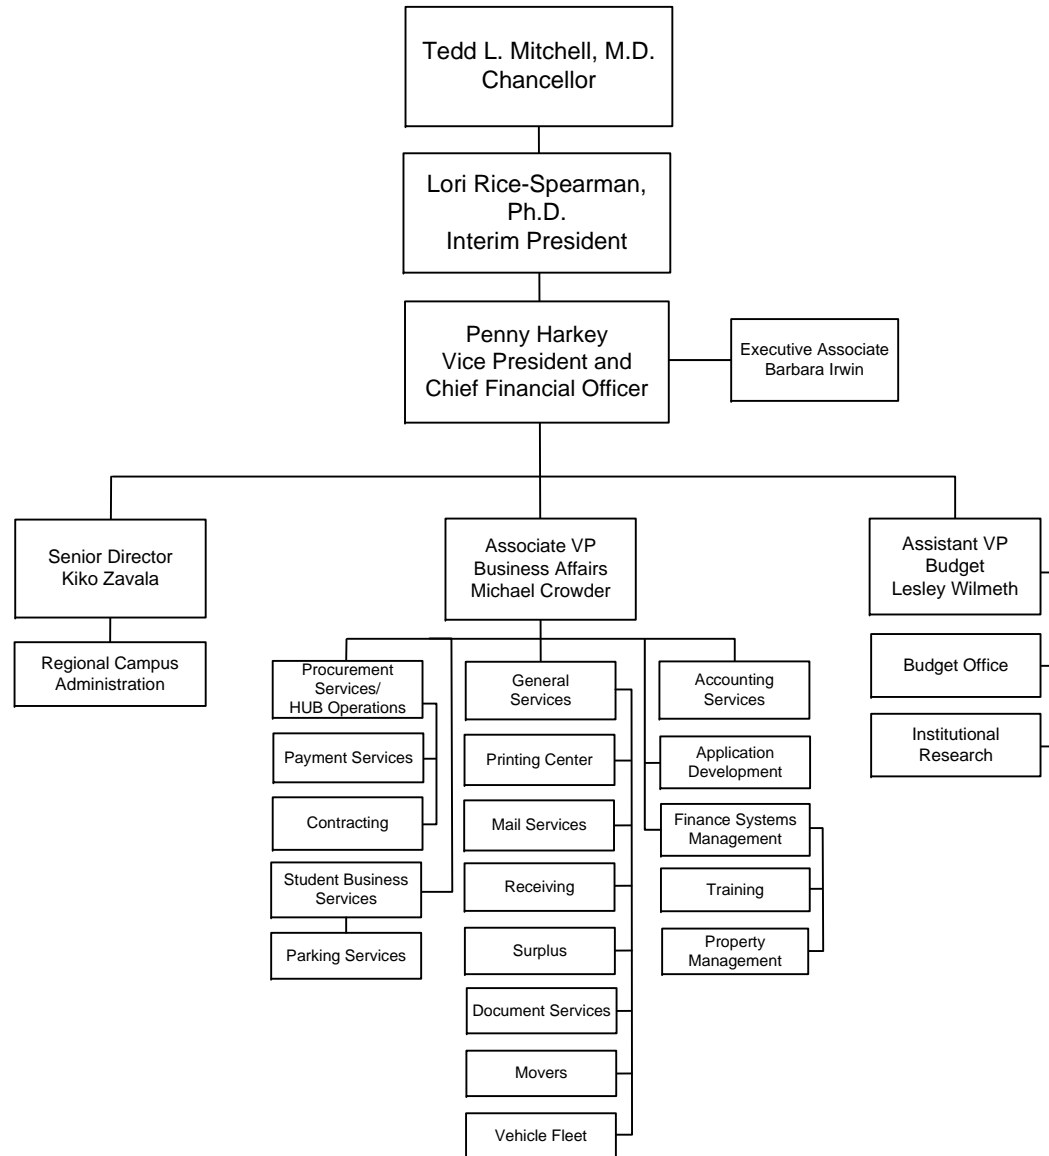 Tedd L. Mitchell, M.D.
Chancellor
Lori Rice-Spearman,
Ph.D.
Interim President
Penny Harkey
Vice President and
Chief Financial Officer
Executive Associate
Barbara Irwin
Senior Director
Kiko Zavala
Regional Campus
Administration
Associate VP
Business Affairs
Michael Crowder
Procurement
Services/
HUB Operations
Payment Services
Contracting
Student Business
Services
Parking Services
General
Services
Printing Center
Mail Services
Receiving
Surplus
Document Services
Movers
Vehicle Fleet
Accounting
Services
Application
Development
Finance Systems
Management
Training
Property
Management
Assistant VP
Budget
Lesley Wilmeth
Budget Office
Institutional
Research